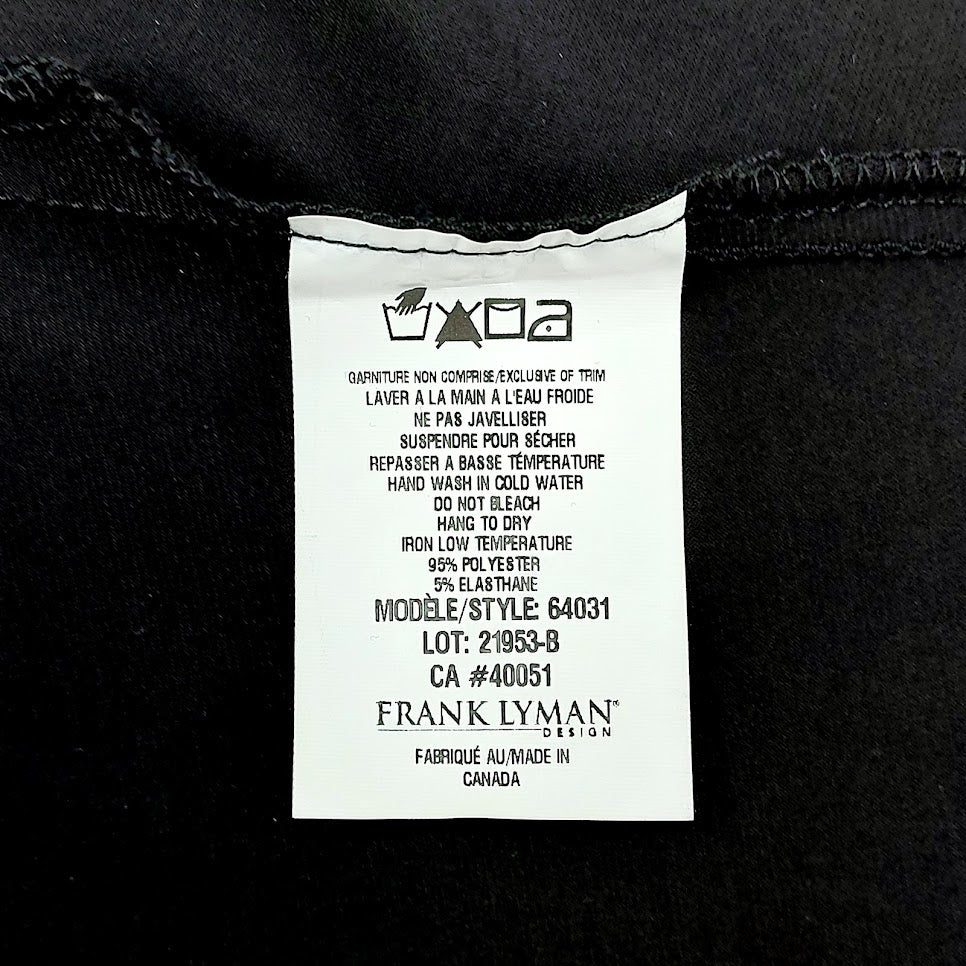 GARNITURE NON COMPRISE/EXCLUSIVE OF TRIM
LAVER A LA MAIN A L'EAU FROIDE
NE PAS JAVELLISER
SUSPENDRE POUR SÉCHER
REPASSER A BASSE TÉMPERATURE
HAND WASH IN COLD WATER
DO NOT BLEACH
HANG TO DRY
IRON LOW TEMPERATURE
95% POLYESTER
5% ELASTHANE
MODÈLE/STYLE: 64031
LOT: 21953-B
CA #40051
FRANK LYMAN
DESIGN
FABRIQUÉ AU/MADE IN
CANADA